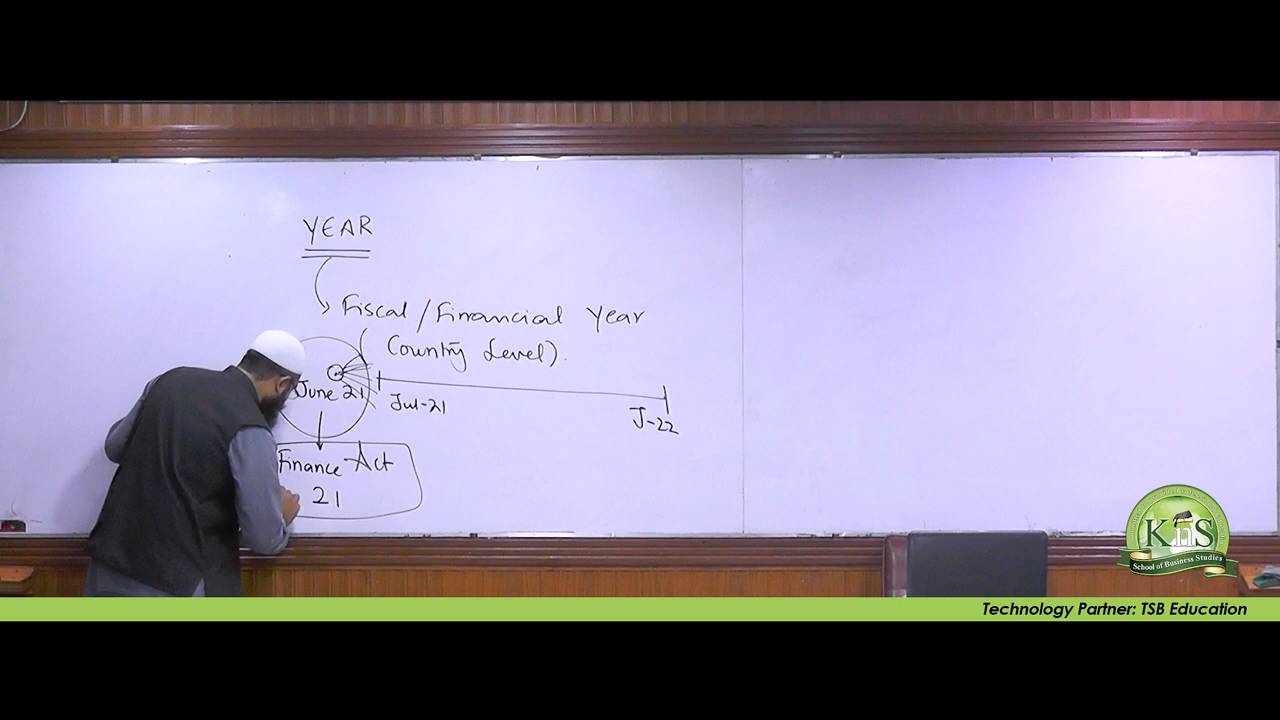 YEAR
Fiscal / Financial Year
(Country Level).
June 21
Jul-21
J-22
Finance Act
21
KnS
School of Business Studies
Technology Partner: TSB Education